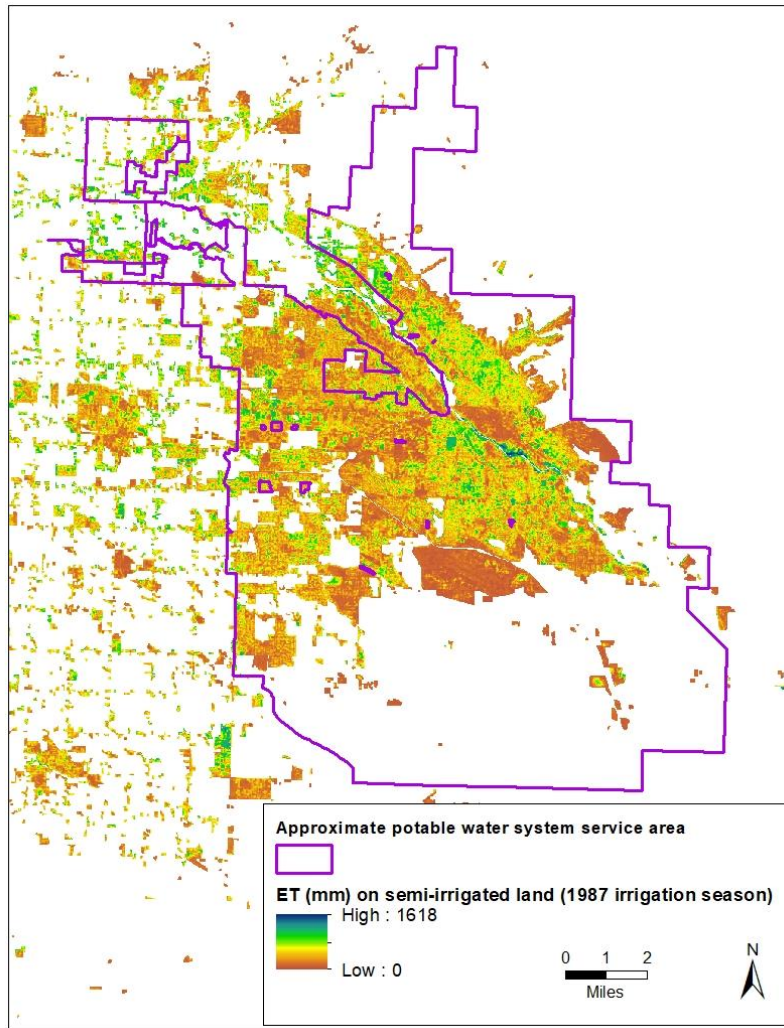 Approximate potable water system service area
ET (mm) on semi-irrigated land (1987 irrigation season)
High : 1618
Low : 0
0 1 2
Miles
N